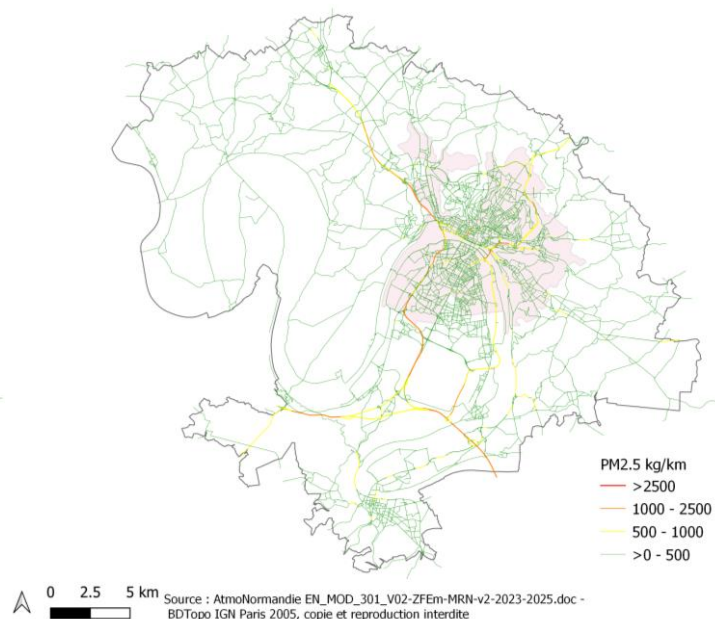 PM2.5 kg/km
>2500
1000 - 2500
500 - 1000
>0 - 500
0 2.5 5 km
Source : AtmoNormandie EN_MOD_301_V02-ZFEm-MRN-v2-2023-2025.doc -
BDTopo IGN Paris 2005, copie et reproduction interdite